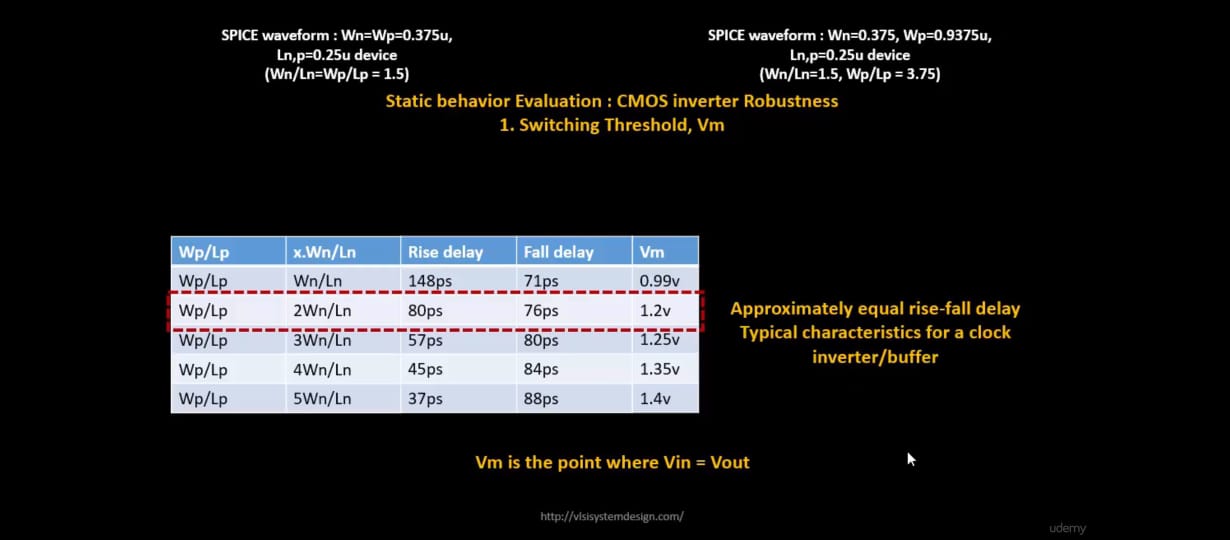 SPICE waveform : Wn=Wp=0.375u,
Ln,p=0.25u device
(Wn/Ln=Wp/Lp = 1.5)
SPICE waveform : Wn=0.375, Wp=0.9375u,
Ln,p=0.25u device
(Wn/Ln=1.5, Wp/Lp = 3.75)
Static behavior Evaluation : CMOS inverter Robustness
1. Switching Threshold, Vm
Wp/Lp x.Wn/Ln Rise delay Fall delay Vm
Wp/Lp Wn/Ln 148ps 71ps 0.99v
Wp/Lp 2Wn/Ln 80ps 76ps 1.2v
Wp/Lp 3Wn/Ln 57ps 80ps 1.25v
Wp/Lp 4Wn/Ln 45ps 84ps 1.35v
Wp/Lp 5Wn/Ln 37ps 88ps 1.4v
Approximately equal rise-fall delay
Typical characteristics for a clock
inverter/buffer
Vm is the point where Vin = Vout
http://vlsisystemdesign.com/
udemy